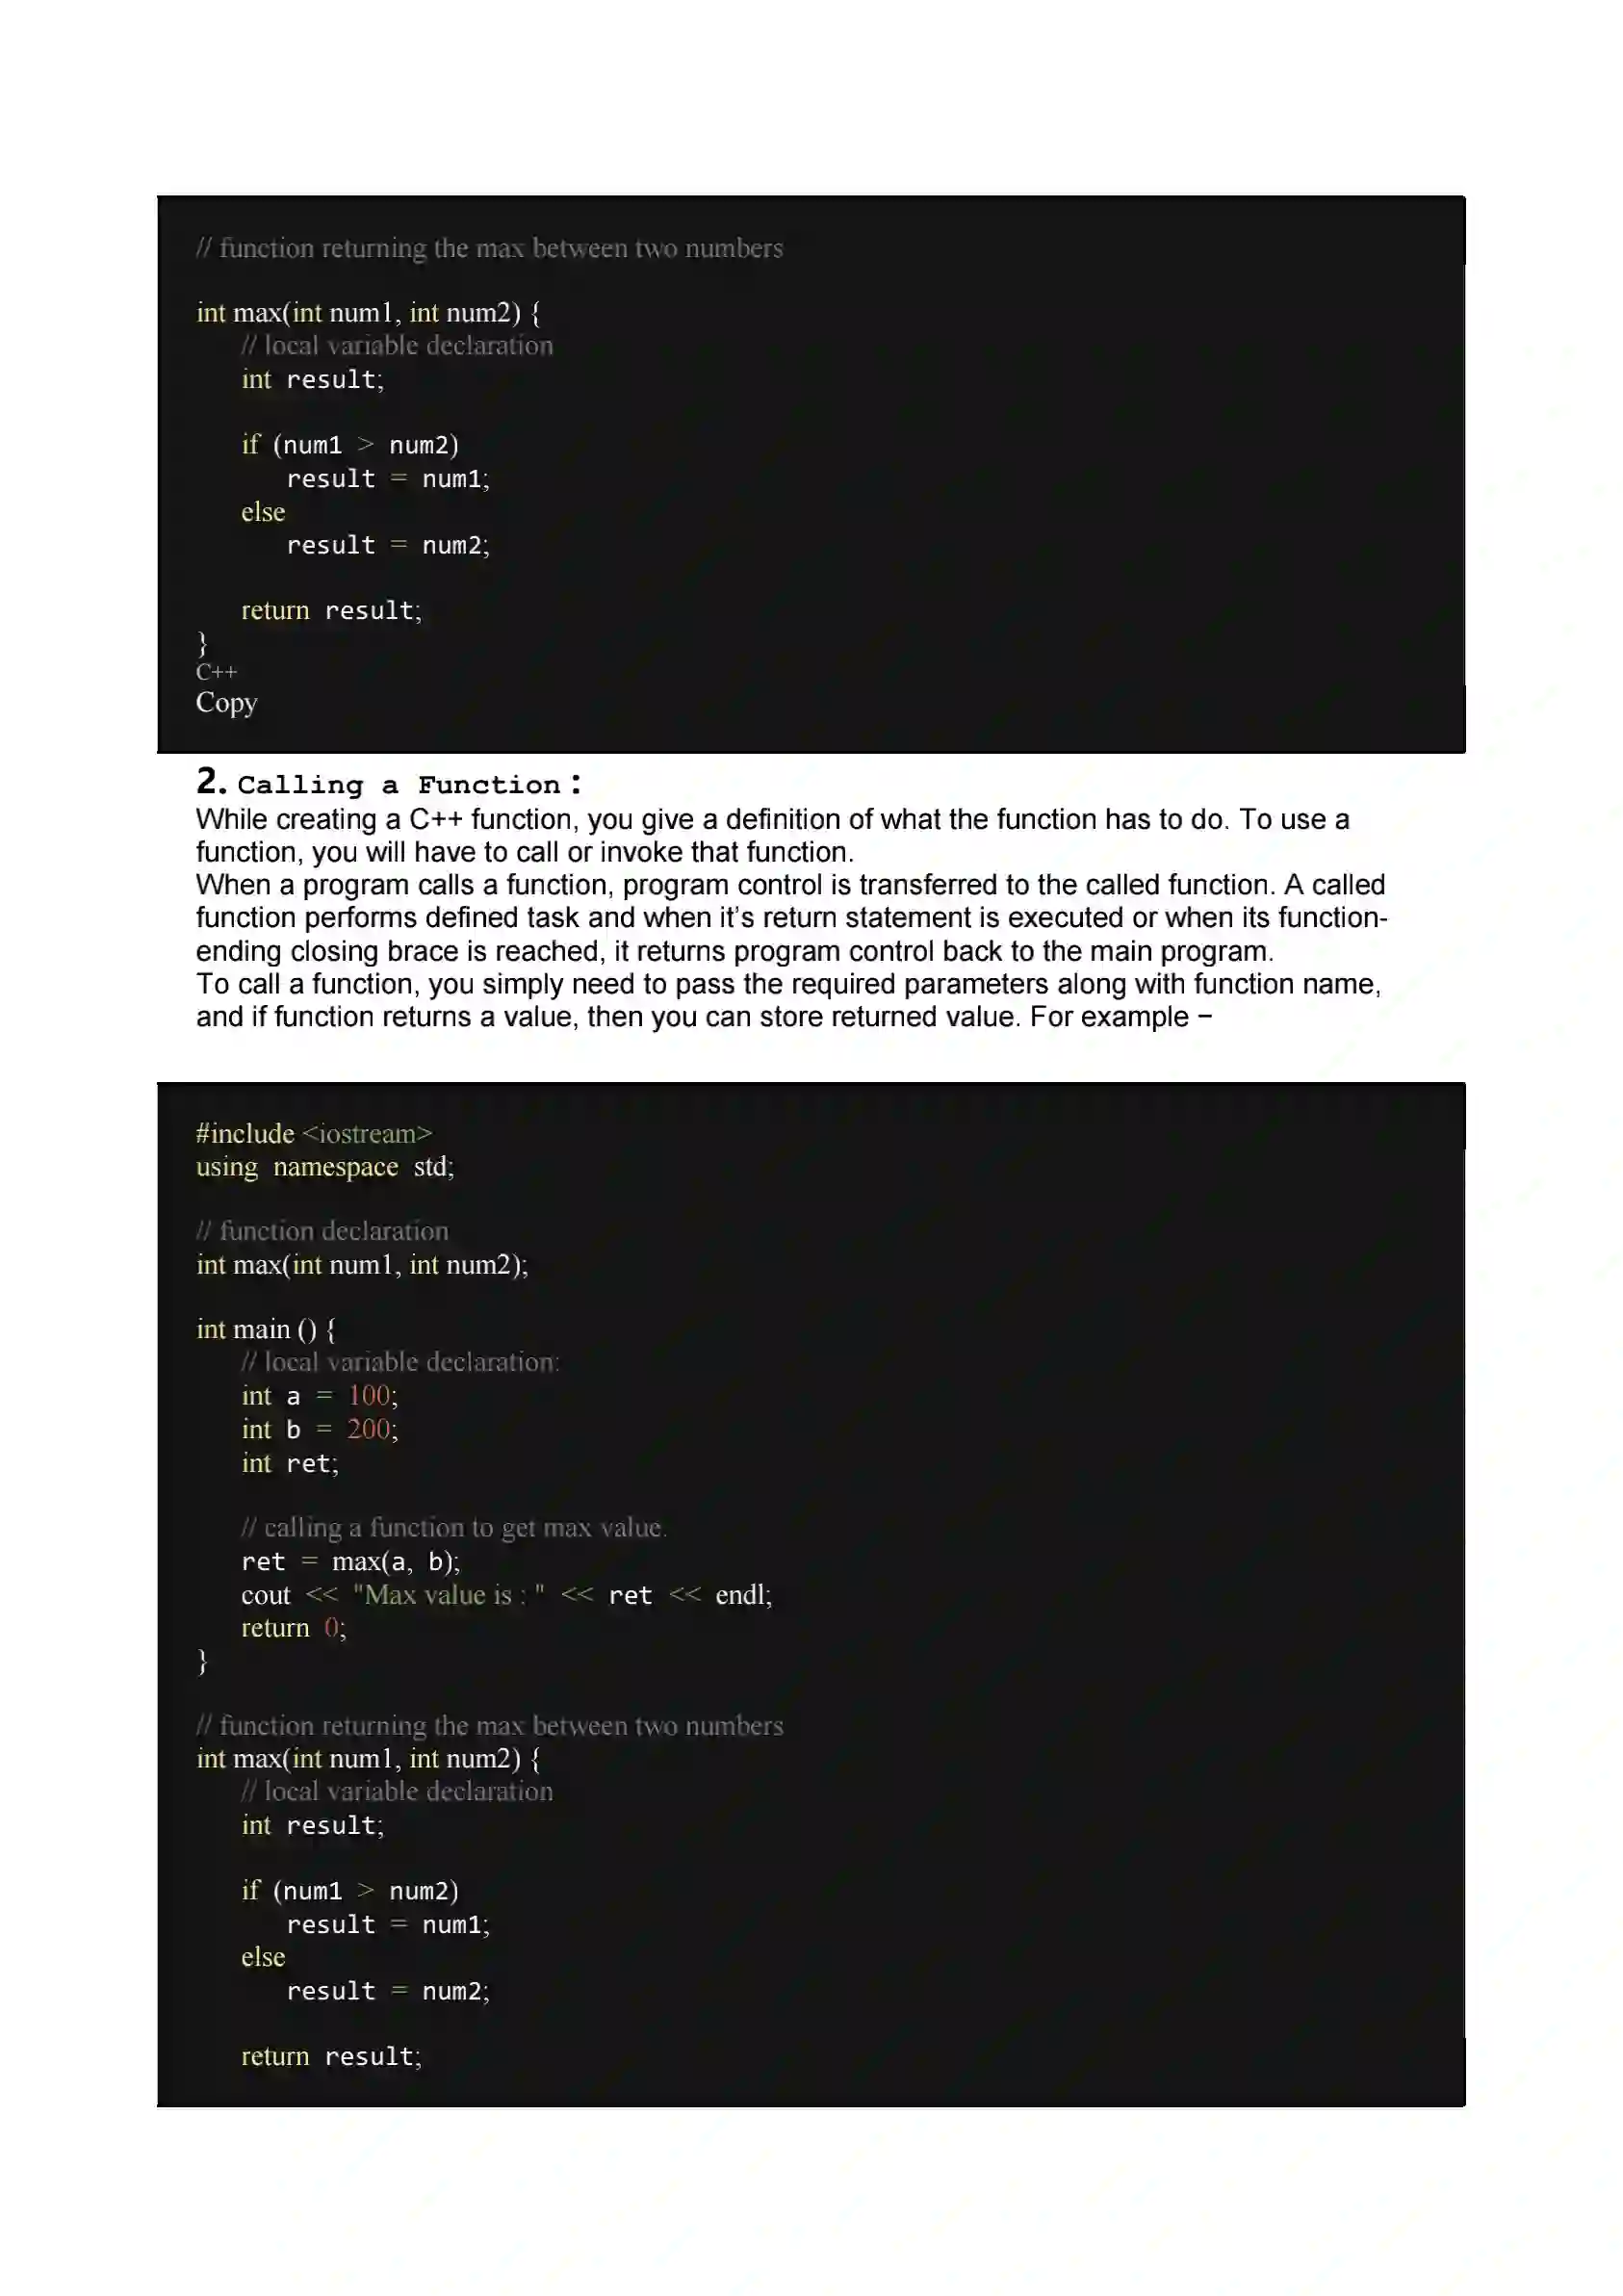 // function returning the max between two numbers
int max(int num1, int num2) {
// local variable declaration
int result;
if (num1 > num2)
result = num1;
else
result = num2;
return result;
}
C++
Copy
2. Calling a Function :
While creating a C++ function, you give a definition of what the function has to do. To use a
function, you will have to call or invoke that function.
When a program calls a function, program control is transferred to the called function. A called
function performs defined task and when it’s return statement is executed or when its function-
ending closing brace is reached, it returns program control back to the main program.
To call a function, you simply need to pass the required parameters along with function name,
and if function returns a value, then you can store returned value. For example −
#include <iostream>
using namespace std;
// function declaration
int max(int num1, int num2);
int main () {
// local variable declaration:
int a = 100;
int b = 200;
int ret;
// calling a function to get max value.
ret = max(a, b);
cout << "Max value is : " << ret << endl;
return 0;
}
// function returning the max between two numbers
int max(int num1, int num2) {
// local variable declaration
int result;
if (num1 > num2)
result = num1;
else
result = num2;
return result;